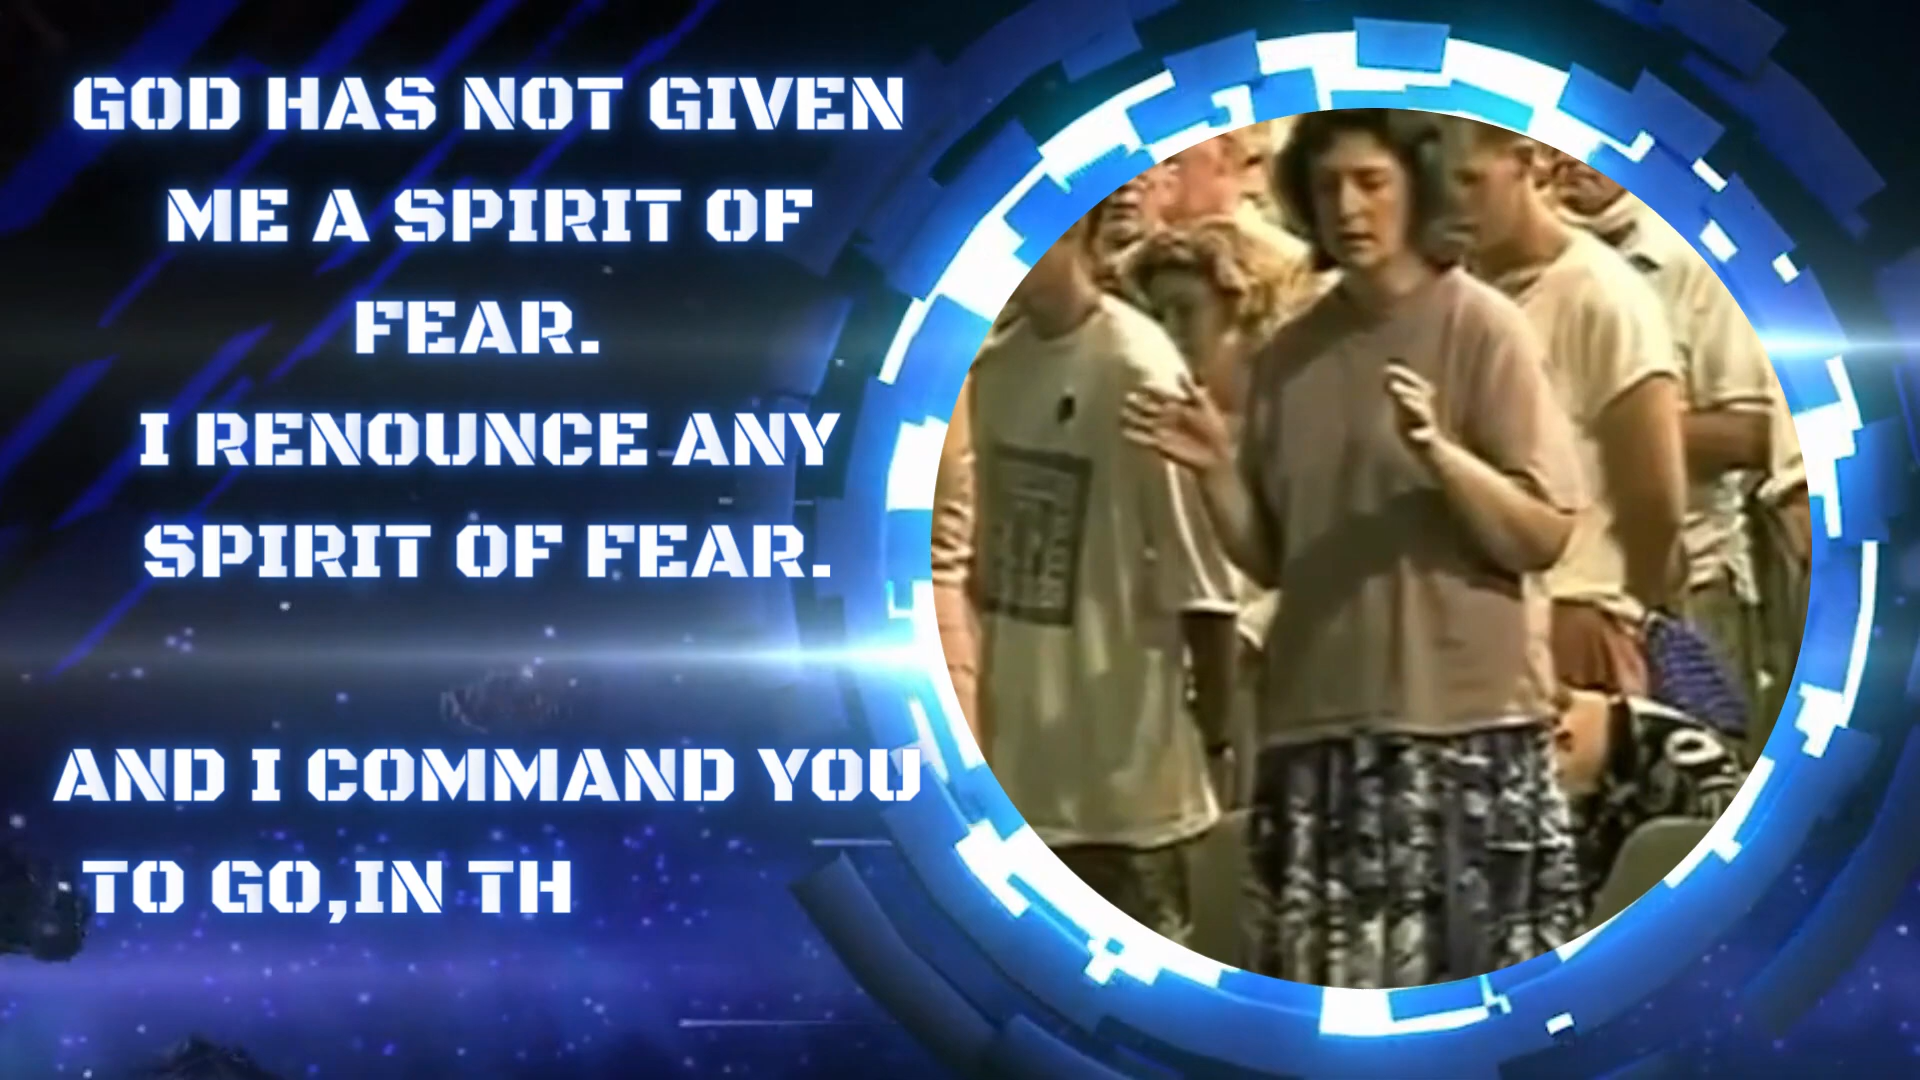 GOD HAS NOT GIVEN
ME A SPIRIT OF
FEAR.
I RENOUNCE ANY
SPIRIT OF FEAR.
AND I COMMAND YOU
TO GO,IN TH